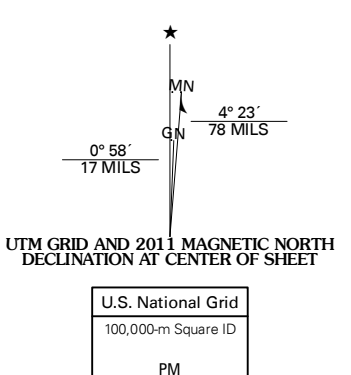 ★
MN
4° 23´
78 MILS
GN
0° 58´
17 MILS
UTM GRID AND 2011 MAGNETIC NORTH
DECLINATION AT CENTER OF SHEET
U.S. National Grid
100,000-m Square ID
PM